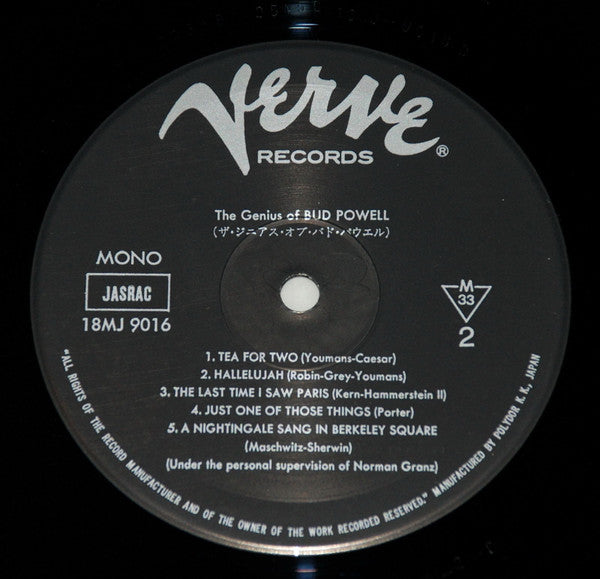 Verve
RECORDS ®
The Genius of BUD POWELL
(ザ・ジニアス・オブ・バド・パウエル)
MONO
JASRAC
18MJ 9016
M
33
2
1. TEA FOR TWO (Youmans-Caesar)
2. HALLELUJAH (Robin-Grey-Youmans)
3. THE LAST TIME I SAW PARIS (Kern-Hammerstein II)
4. JUST ONE OF THOSE THINGS (Porter)
5. A NIGHTINGALE SANG IN BERKELEY SQUARE
(Maschwitz-Sherwin)
(Under the personal supervision of Norman Granz)
"ALL RIGHTS OF THE RECORD MANUFACTURER AND OF THE OWNER OF THE WORK RECORDED RESERVED." MANUFACTURED BY POLYDOR K. K., JAPAN